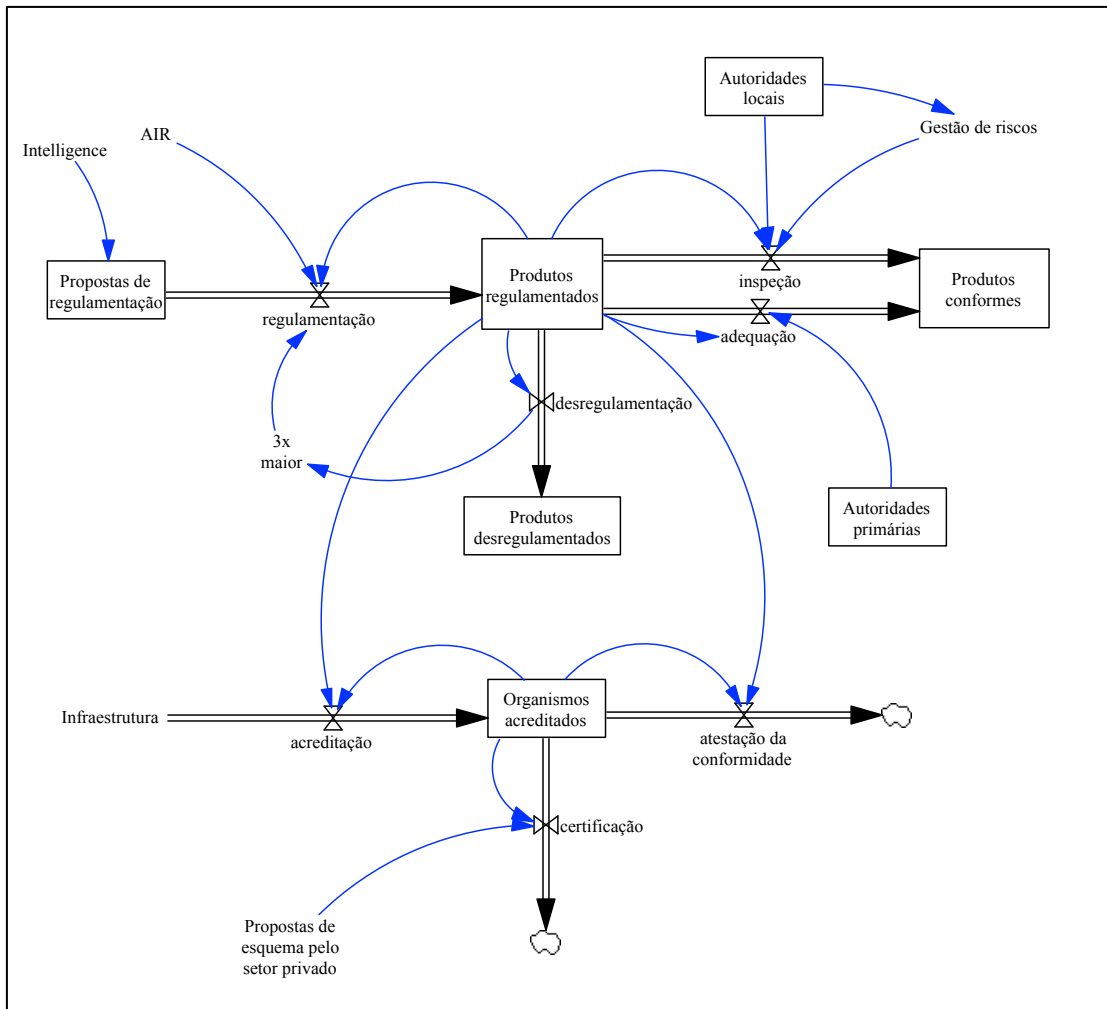 Autoridades
locais
Gestão de riscos
AIR
Intelligence
Propostas de
regulamentação
regulamentação
Produtos
regulamentados
inspeção
adequação
Produtos
conformes
desregulamentação
3x
maior
Produtos
desregulamentados
Autoridades
primárias
Infraestrutura
acreditação
Organismos
acreditados
atestação da
conformidade
certificação
Propostas de
esquema pelo
setor privado